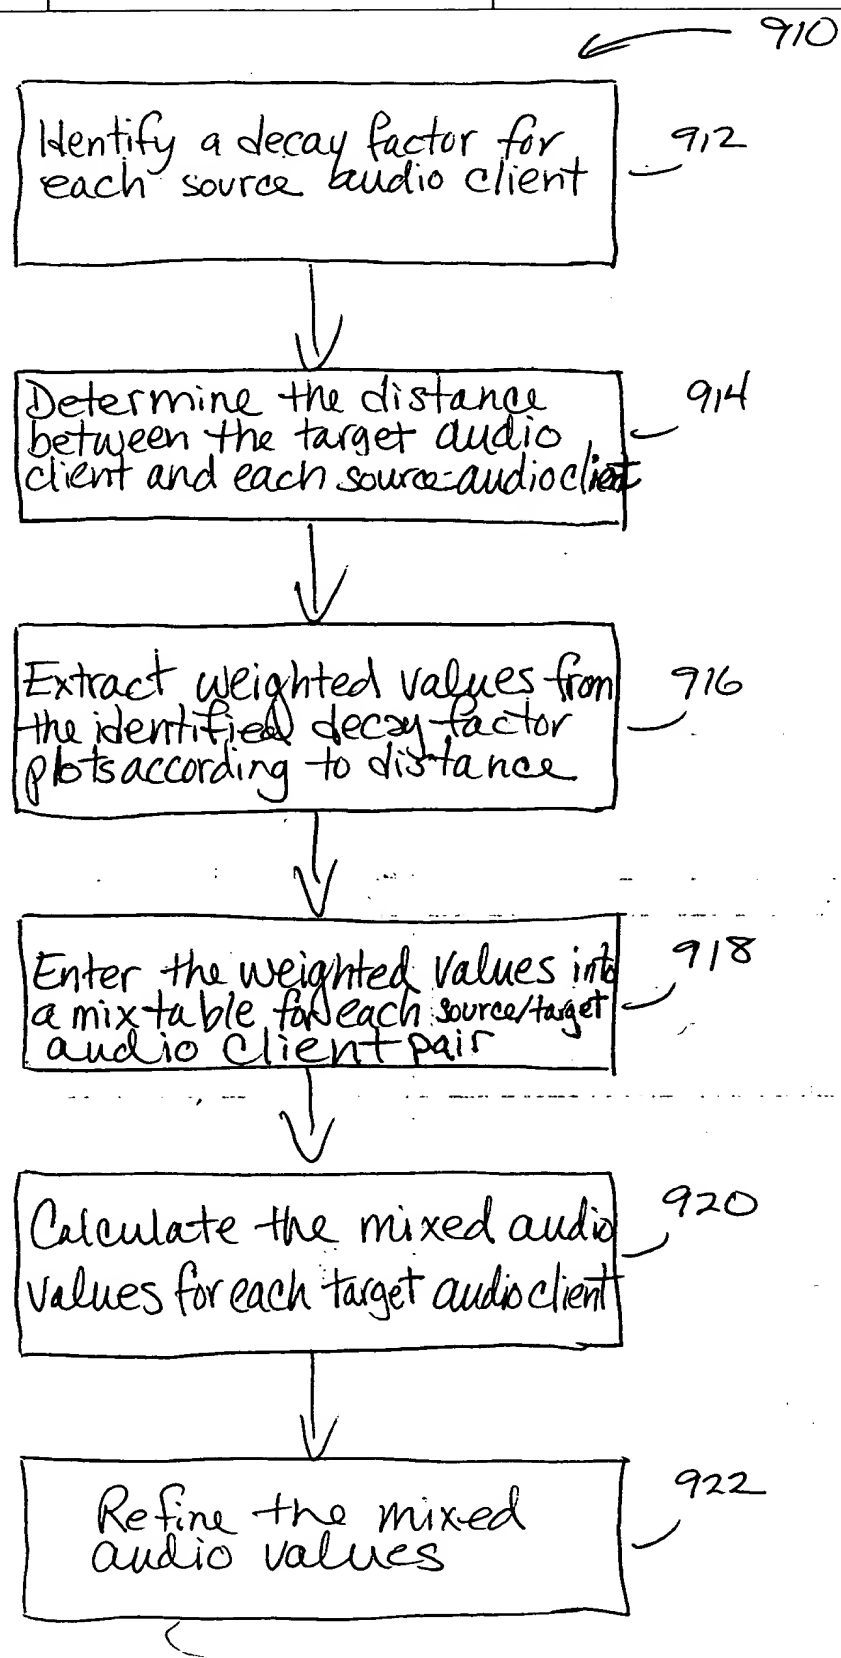 910
Identify a decay factor for
each source audio client
912
Determine the distance
between the target audio
client and each source audio client
914
Extract weighted values from
the identified decay factor
plots according to distance
916
Enter the weighted values into
a mix table for each source/target
audio client pair
918
Calculate the mixed audio
values for each target audio client
920
Refine the mixed
audio values
922